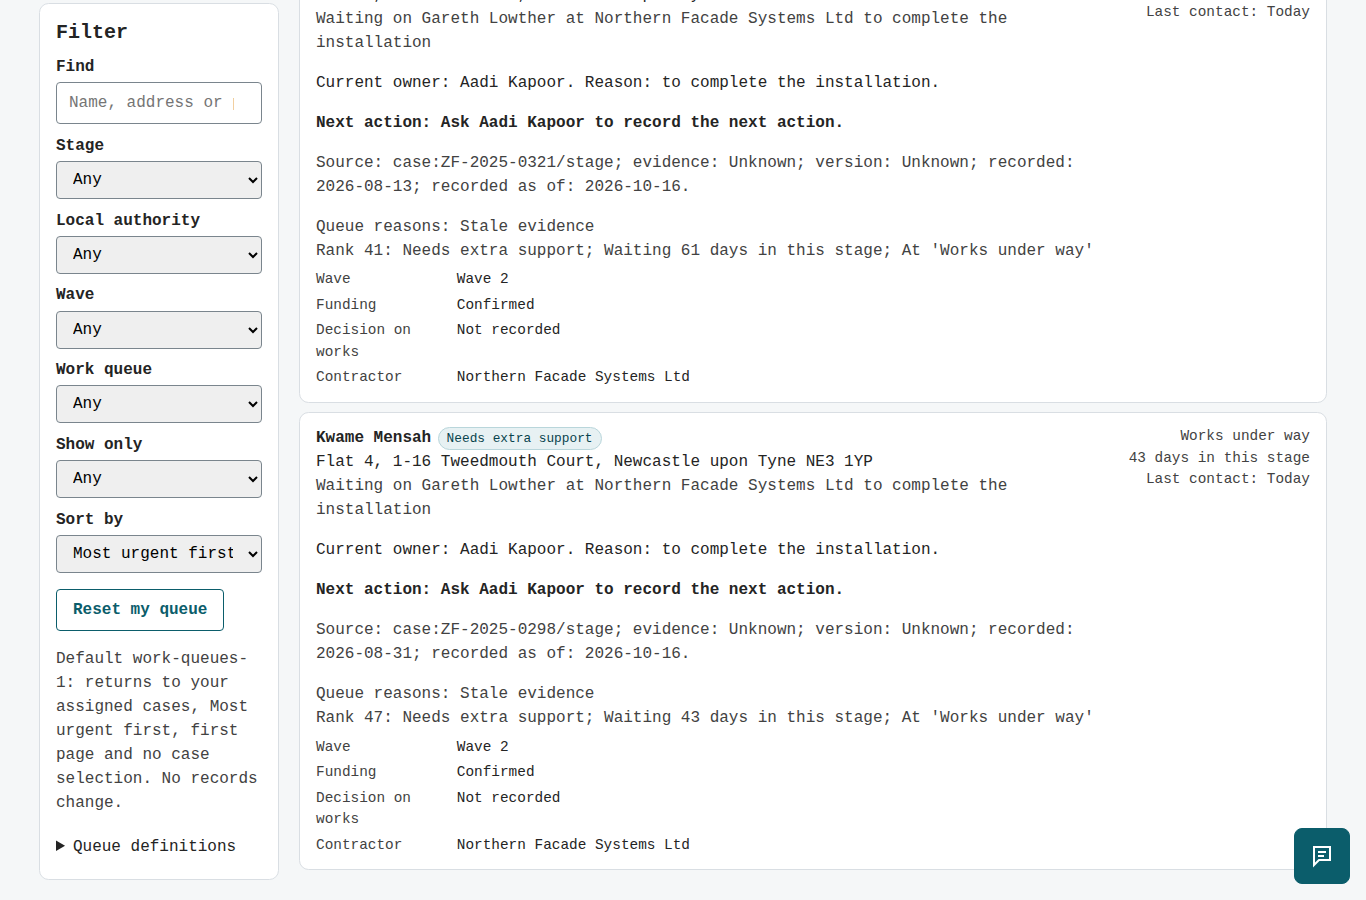 Filter
Find
Name, address or
Stage
Any
Local authority
Any
Wave
Any
Work queue
Any
Show only
Any
Sort by
Most urgent first
Reset my queue
Default work-queues-
1: returns to your
assigned cases, Most
urgent first, first
page and no case
selection. No records
change.
Queue definitions
Waiting on Gareth Lowther at Northern Facade Systems Ltd to complete the
installation
Last contact: Today
Current owner: Aadi Kapoor. Reason: to complete the installation.
Next action: Ask Aadi Kapoor to record the next action.
Source: case:ZF-2025-0321/stage; evidence: Unknown; version: Unknown; recorded:
2026-08-13; recorded as of: 2026-10-16.
Queue reasons: Stale evidence
Rank 41: Needs extra support; Waiting 61 days in this stage; At 'Works under way'
Wave Wave 2
Funding Confirmed
Decision on Not recorded
works
Contractor Northern Facade Systems Ltd
Kwame Mensah Needs extra support
Flat 4, 1-16 Tweedmouth Court, Newcastle upon Tyne NE3 1YP
Waiting on Gareth Lowther at Northern Facade Systems Ltd to complete the
installation
Works under way
43 days in this stage
Last contact: Today
Current owner: Aadi Kapoor. Reason: to complete the installation.
Next action: Ask Aadi Kapoor to record the next action.
Source: case:ZF-2025-0298/stage; evidence: Unknown; version: Unknown; recorded:
2026-08-31; recorded as of: 2026-10-16.
Queue reasons: Stale evidence
Rank 47: Needs extra support; Waiting 43 days in this stage; At 'Works under way'
Wave Wave 2
Funding Confirmed
Decision on Not recorded
works
Contractor Northern Facade Systems Ltd